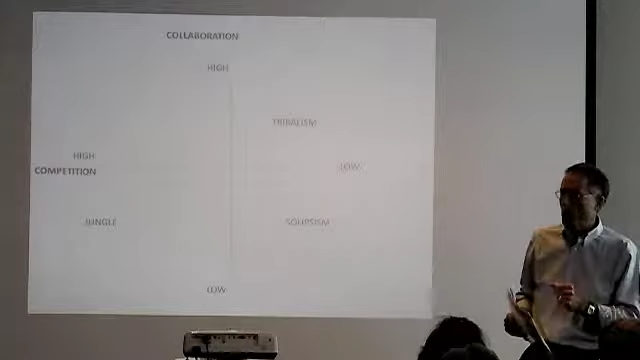 COLLABORATION
HIGH
TRIBALISM
HIGH
LOW
COMPETITION
JUNGLE
SOLIPSISM
LOW